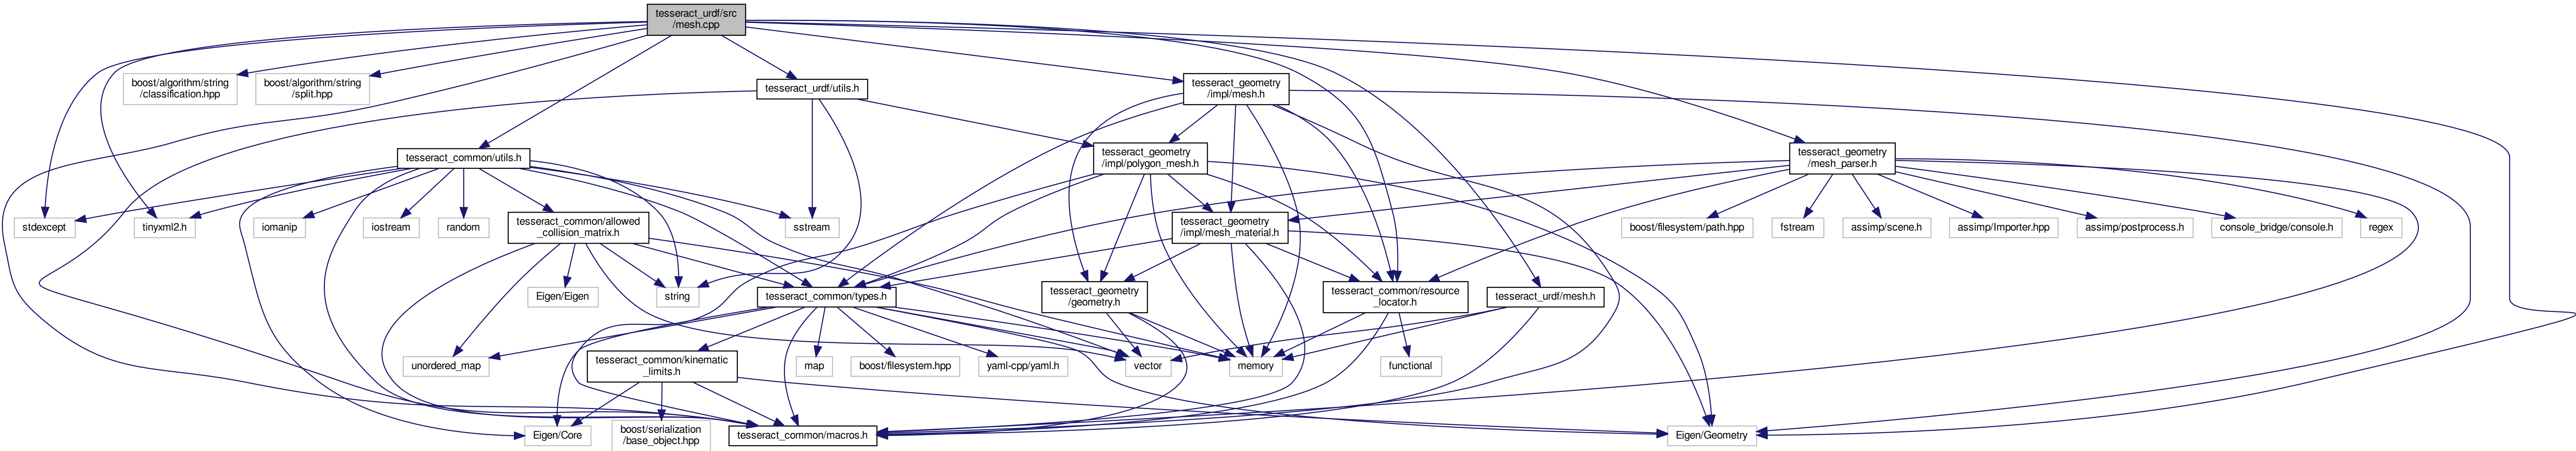 tesseract_urdf/src
/mesh.cpp
boost/algorithm/string
/classification.hpp
boost/algorithm/string
/split.hpp
tesseract_urdf/utils.h
tesseract_geometry
/impl/mesh.h
tesseract_common/utils.h
tesseract_geometry
/impl/polygon_mesh.h
tesseract_geometry
/mesh_parser.h
stdexcept
tinyxml2.h
iomanip
iostream
random
tesseract_common/allowed
_collision_matrix.h
sstream
tesseract_geometry
/impl/mesh_material.h
boost/filesystem/path.hpp
fstream
assimp/scene.h
assimp/Importer.hpp
assimp/postprocess.h
console_bridge/console.h
regex
Eigen/Eigen
string
tesseract_common/types.h
tesseract_geometry
/geometry.h
tesseract_common/resource
_locator.h
tesseract_urdf/mesh.h
unordered_map
tesseract_common/kinematic
_limits.h
map
boost/filesystem.hpp
yaml-cpp/yaml.h
vector
memory
functional
Eigen/Core
boost/serialization
/base_object.hpp
tesseract_common/macros.h
Eigen/Geometry